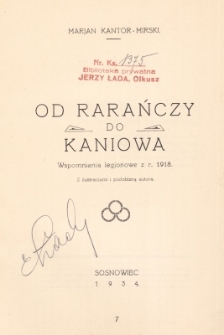 MARJAN KANTOR-MIRSKI.
Nr. Ks. 1375
Biblioteka prywatna
JERZY ŁADA, Olkusz
OD RARAŃCZY
DO
KANIOWA
Wspomnienia legjonowe z r. 1918.
Z ilustracjami i podobizną autora.
SOSNOWIEC
1934.
7